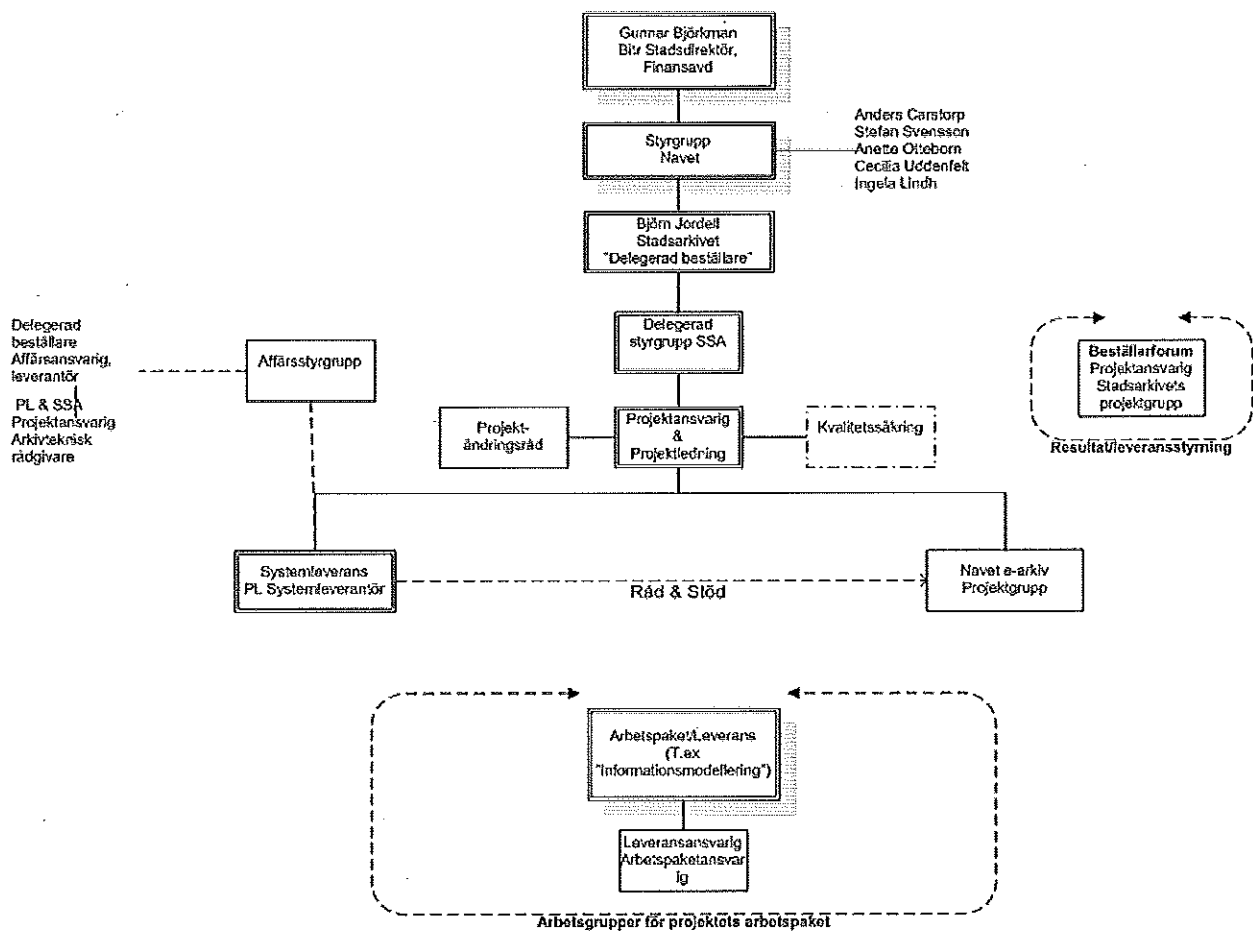 Gunnar Björkman
Bitr Stadsdirektör,
Finansavd
Styrgrupp
Navet
Anders Carstorp
Stefan Svensson
Anette Otteborn
Cecilia Uddenfelt
Ingela Lindh
Björn Jordell
Stadsarkivet
"Delegerad beställare"
Delegerad
styrgrupp SSA
Delegerad
beställare
Affärsansvarig,
leverantör
PL & SSA
Projektansvarig
Arkivteknisk
rådgivare
Affärsstyrgrupp
Beställarforum
Projektansvarig
Stadsarkivets
projektgrupp
Resultat/leveransstyrning
Projekt-
ändringsråd
Projektansvarig
&
Projektledning
Kvalitetssäkring
Systemleverans
PL Systemleverantör
Råd & Stöd
Navet e-arkiv
Projektgrupp
Arbetspaket/Leverans
(T.ex
"Informationsmodellering")
Leveransansvarig
Arbetspaketansvar
ig
Arbetsgrupper för projektets arbetspaket